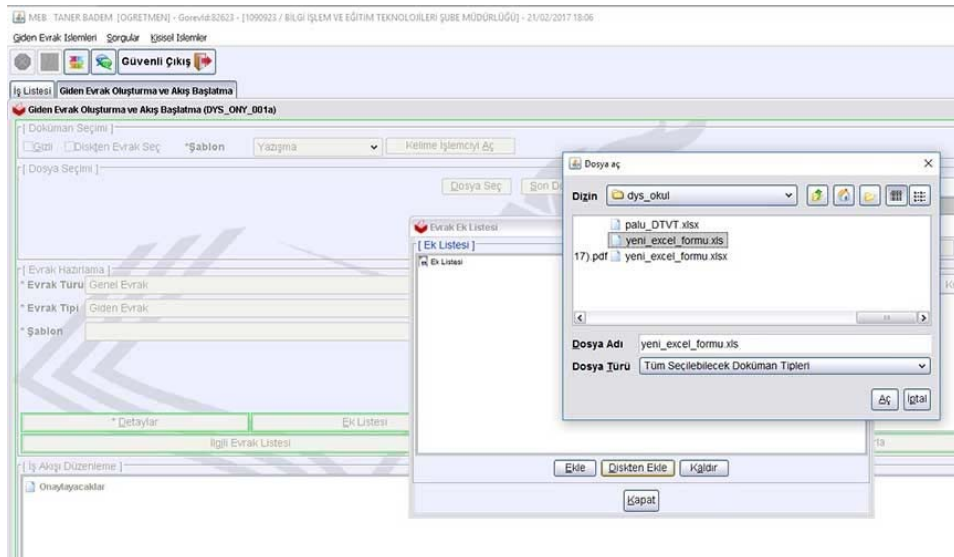 MEB : TANER BADEM [OGRETMEN] - GorevId:82623 - [1090923 / BİLGİ İŞLEM VE EĞİTİM TEKNOLOJİLERİ ŞUBE MÜDÜRLÜĞÜ] - 21/02/2017 18:06
Giden Evrak Islemleri Sorgular Kisisel Islemler
Güvenli Çıkış
İş Listesi Giden Evrak Oluşturma ve Akış Başlatma
Giden Evrak Oluşturma ve Akış Başlatma (DYS_ONY_001a)
[ Doküman Seçimi ]
Gizli Diskten Evrak Seç *Şablon Yazışma Kelime İşlemciyi Aç
[ Dosya Seçimi ]
Dosya Seç Son
Evrak Ek Listesi
[ Ek Listesi ]
Ek Listesi
[ Evrak Hazırlama ]
* Evrak Türü Genel Evrak
* Evrak Tipi Giden Evrak
* Şablon
* Detaylar Ek Listesi
İlgili Evrak Listesi
[ İş Akışı Düzenleme ]
Onaylayacaklar
Ekle Diskten Ekle Kaldır
Kapat
Dosya aç
Dizin dys_okul
palu_DTVT.xlsx
yeni_excel_formu.xls
17).pdf yeni_excel_formu.xlsx
Dosya Adı yeni_excel_formu.xls
Dosya Türü Tüm Seçilebilecek Doküman Tipleri
Aç İptal